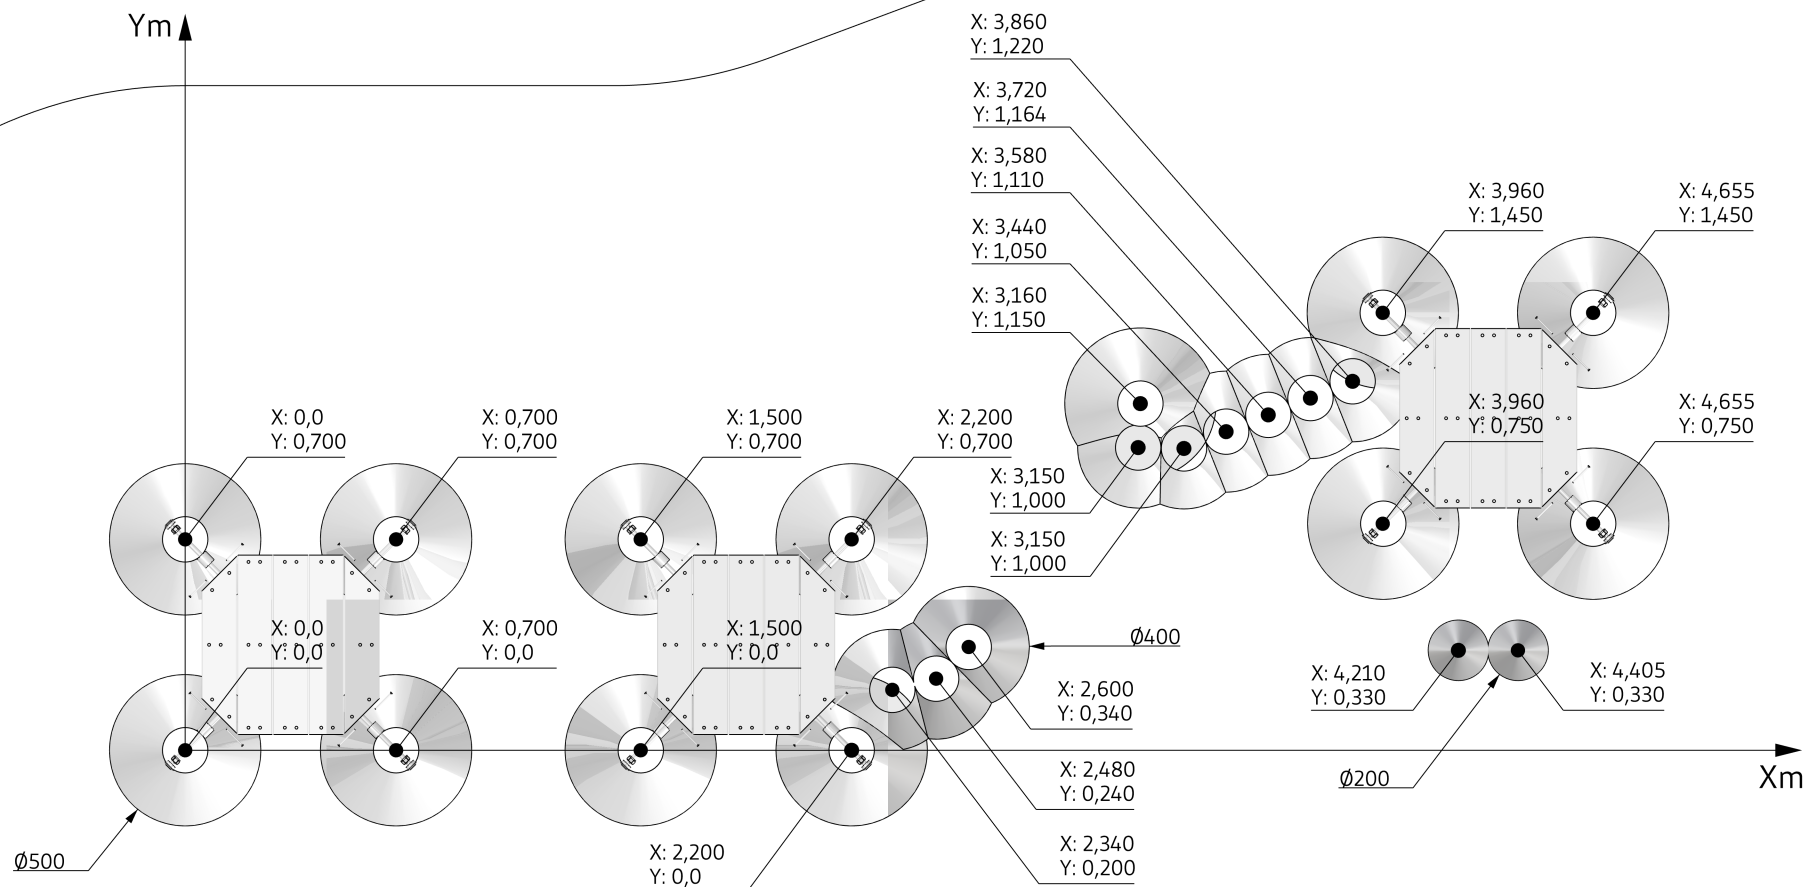 Ym
X: 3,860
Y: 1,220
X: 3,720
Y: 1,164
X: 3,580
Y: 1,110
X: 3,960
Y: 1,450
X: 4,655
Y: 1,450
X: 3,440
Y: 1,050
X: 3,160
Y: 1,150
X: 0,0
Y: 0,700
X: 0,700
Y: 0,700
X: 1,500
Y: 0,700
X: 2,200
Y: 0,700
X: 3,960
Y: 0,750
X: 4,655
Y: 0,750
X: 3,150
Y: 1,000
X: 3,150
Y: 1,000
X: 0,0
Y: 0,0
X: 0,700
Y: 0,0
X: 1,500
Y: 0,0
Ø400
X: 2,600
Y: 0,340
X: 4,210
Y: 0,330
X: 4,405
Y: 0,330
X: 2,480
Y: 0,240
Ø200
Xm
X: 2,340
Y: 0,200
X: 2,200
Y: 0,0
Ø500